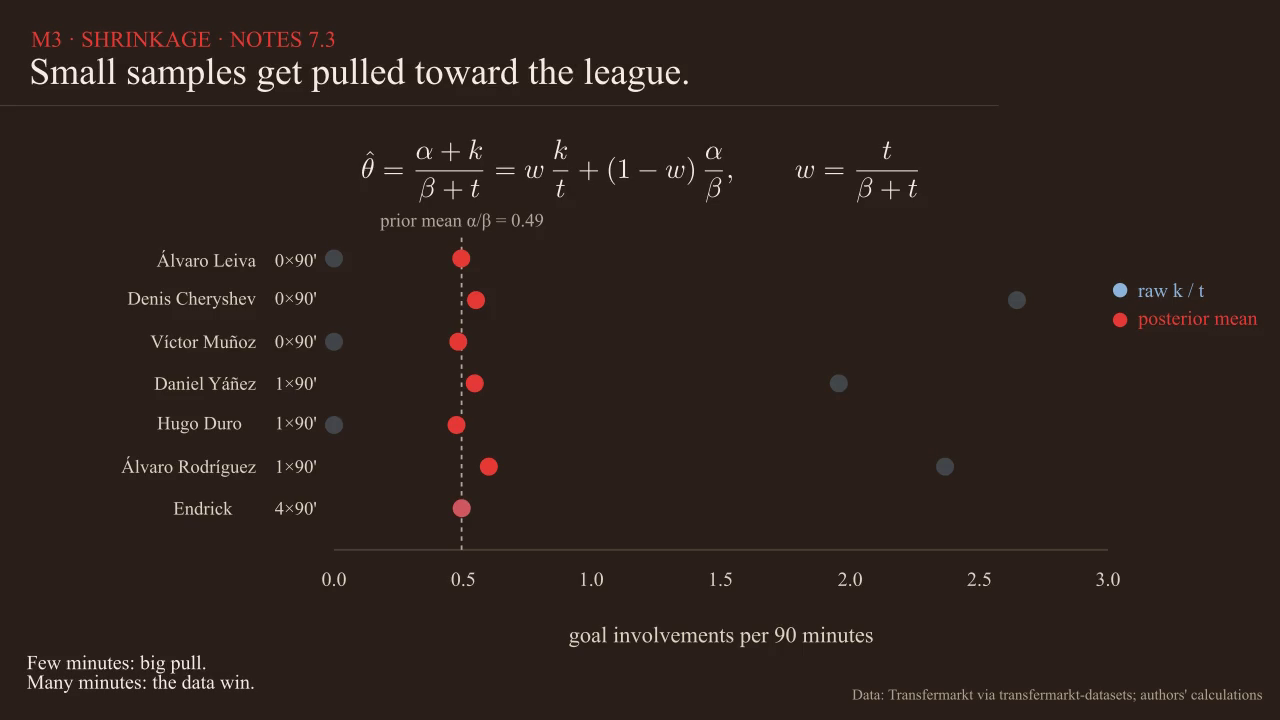 M3 · SHRINKAGE · NOTES 7.3
Small samples get pulled toward the league.
θ̂ = (α + k)/(β + t) = w k/t + (1 − w) α/β,    w = t/(β + t)
prior mean α/β = 0.49
Álvaro Leiva 0×90'
Denis Cheryshev 0×90'
Víctor Muñoz 0×90'
Daniel Yáñez 1×90'
Hugo Duro 1×90'
Álvaro Rodríguez 1×90'
Endrick 4×90'
raw k / t
posterior mean
0.0 0.5 1.0 1.5 2.0 2.5 3.0
goal involvements per 90 minutes
Few minutes: big pull.
Many minutes: the data win.
Data: Transfermarkt via transfermarkt-datasets; authors' calculations